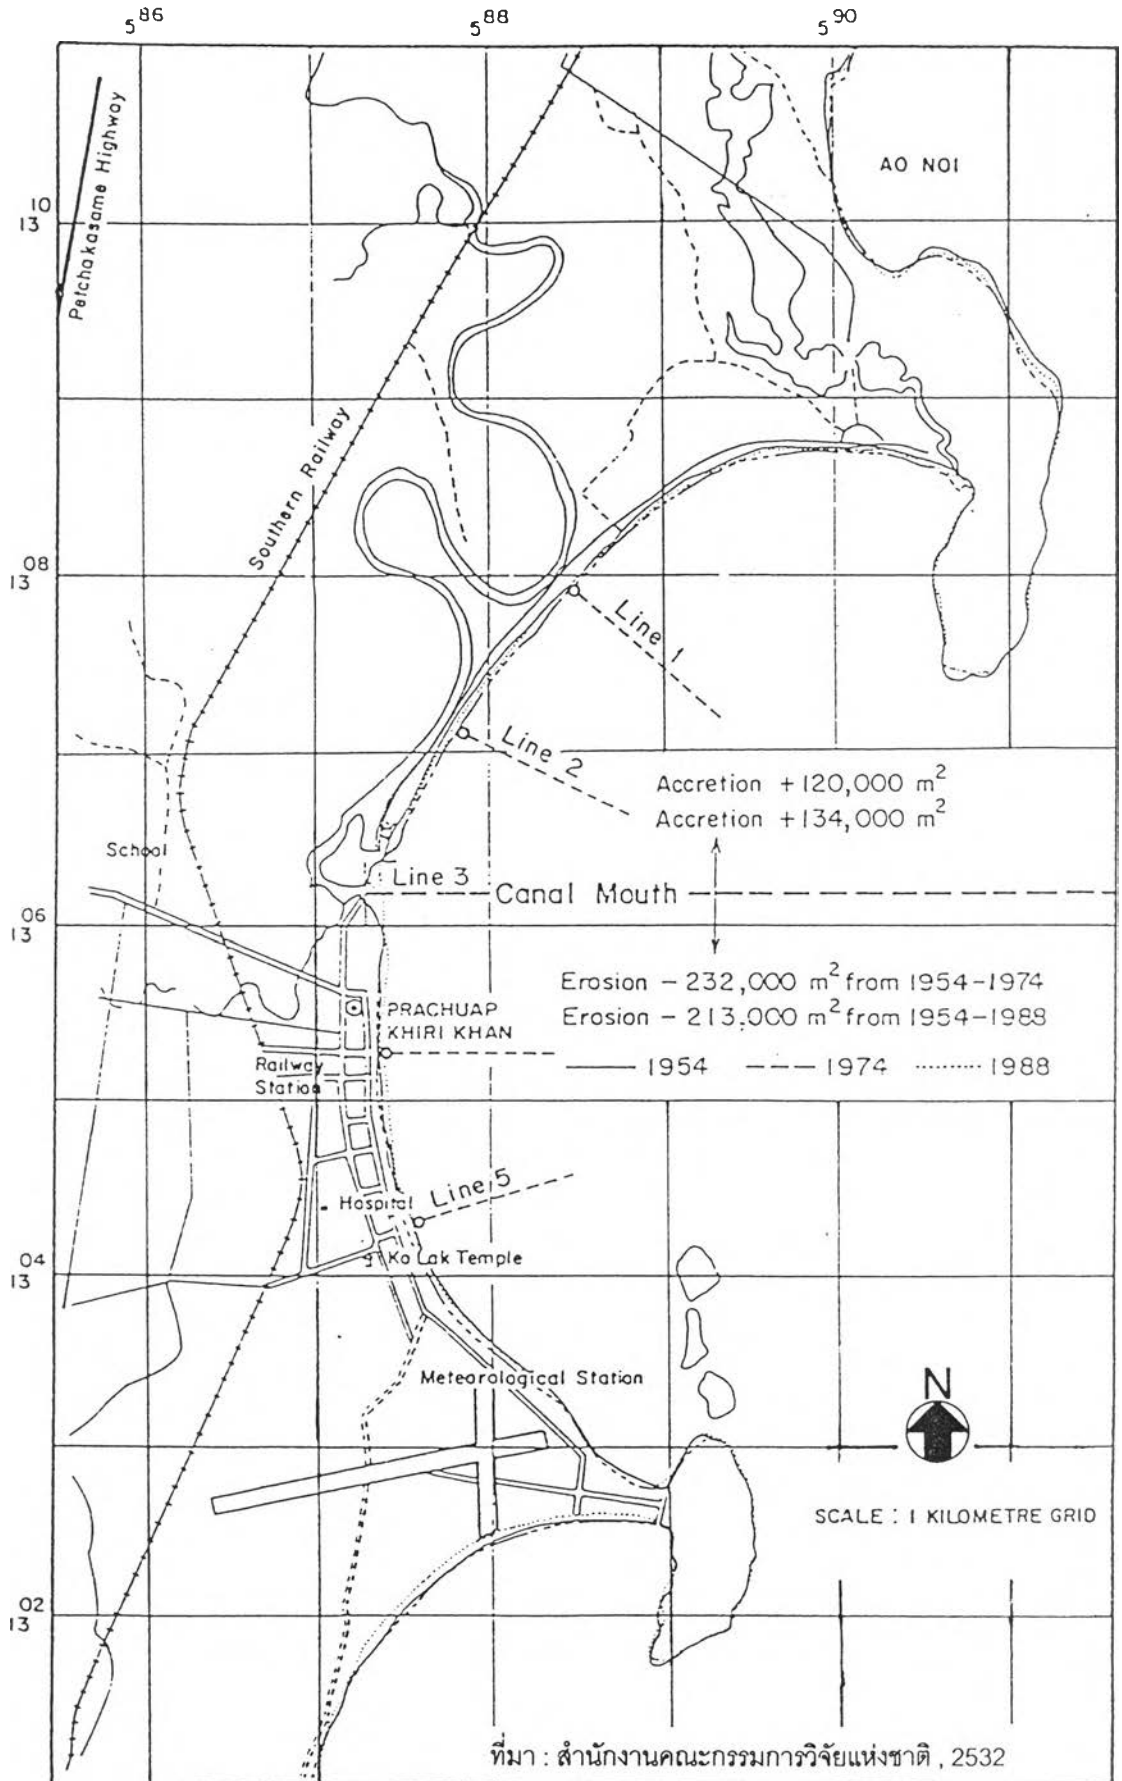 5 86
5 88
5 90
Petchakasame Highway
AO NOI
13 10
Southern Railway
13 08
Line 1
Line 2
Accretion +120,000 m²
Accretion +134,000 m²
School
Line 3
Canal Mouth
13 06
Erosion – 232,000 m² from 1954–1974
Erosion – 213,000 m² from 1954–1988
PRACHUAP
KHIRI KHAN
1954 1974 1988
Railway
Station
Hospital
Line 5
Ko Lak Temple
13 04
Meteorological Station
N
SCALE : 1 KILOMETRE GRID
13 02
ที่มา : สำนักงานคณะกรรมการวิจัยแห่งชาติ , 2532